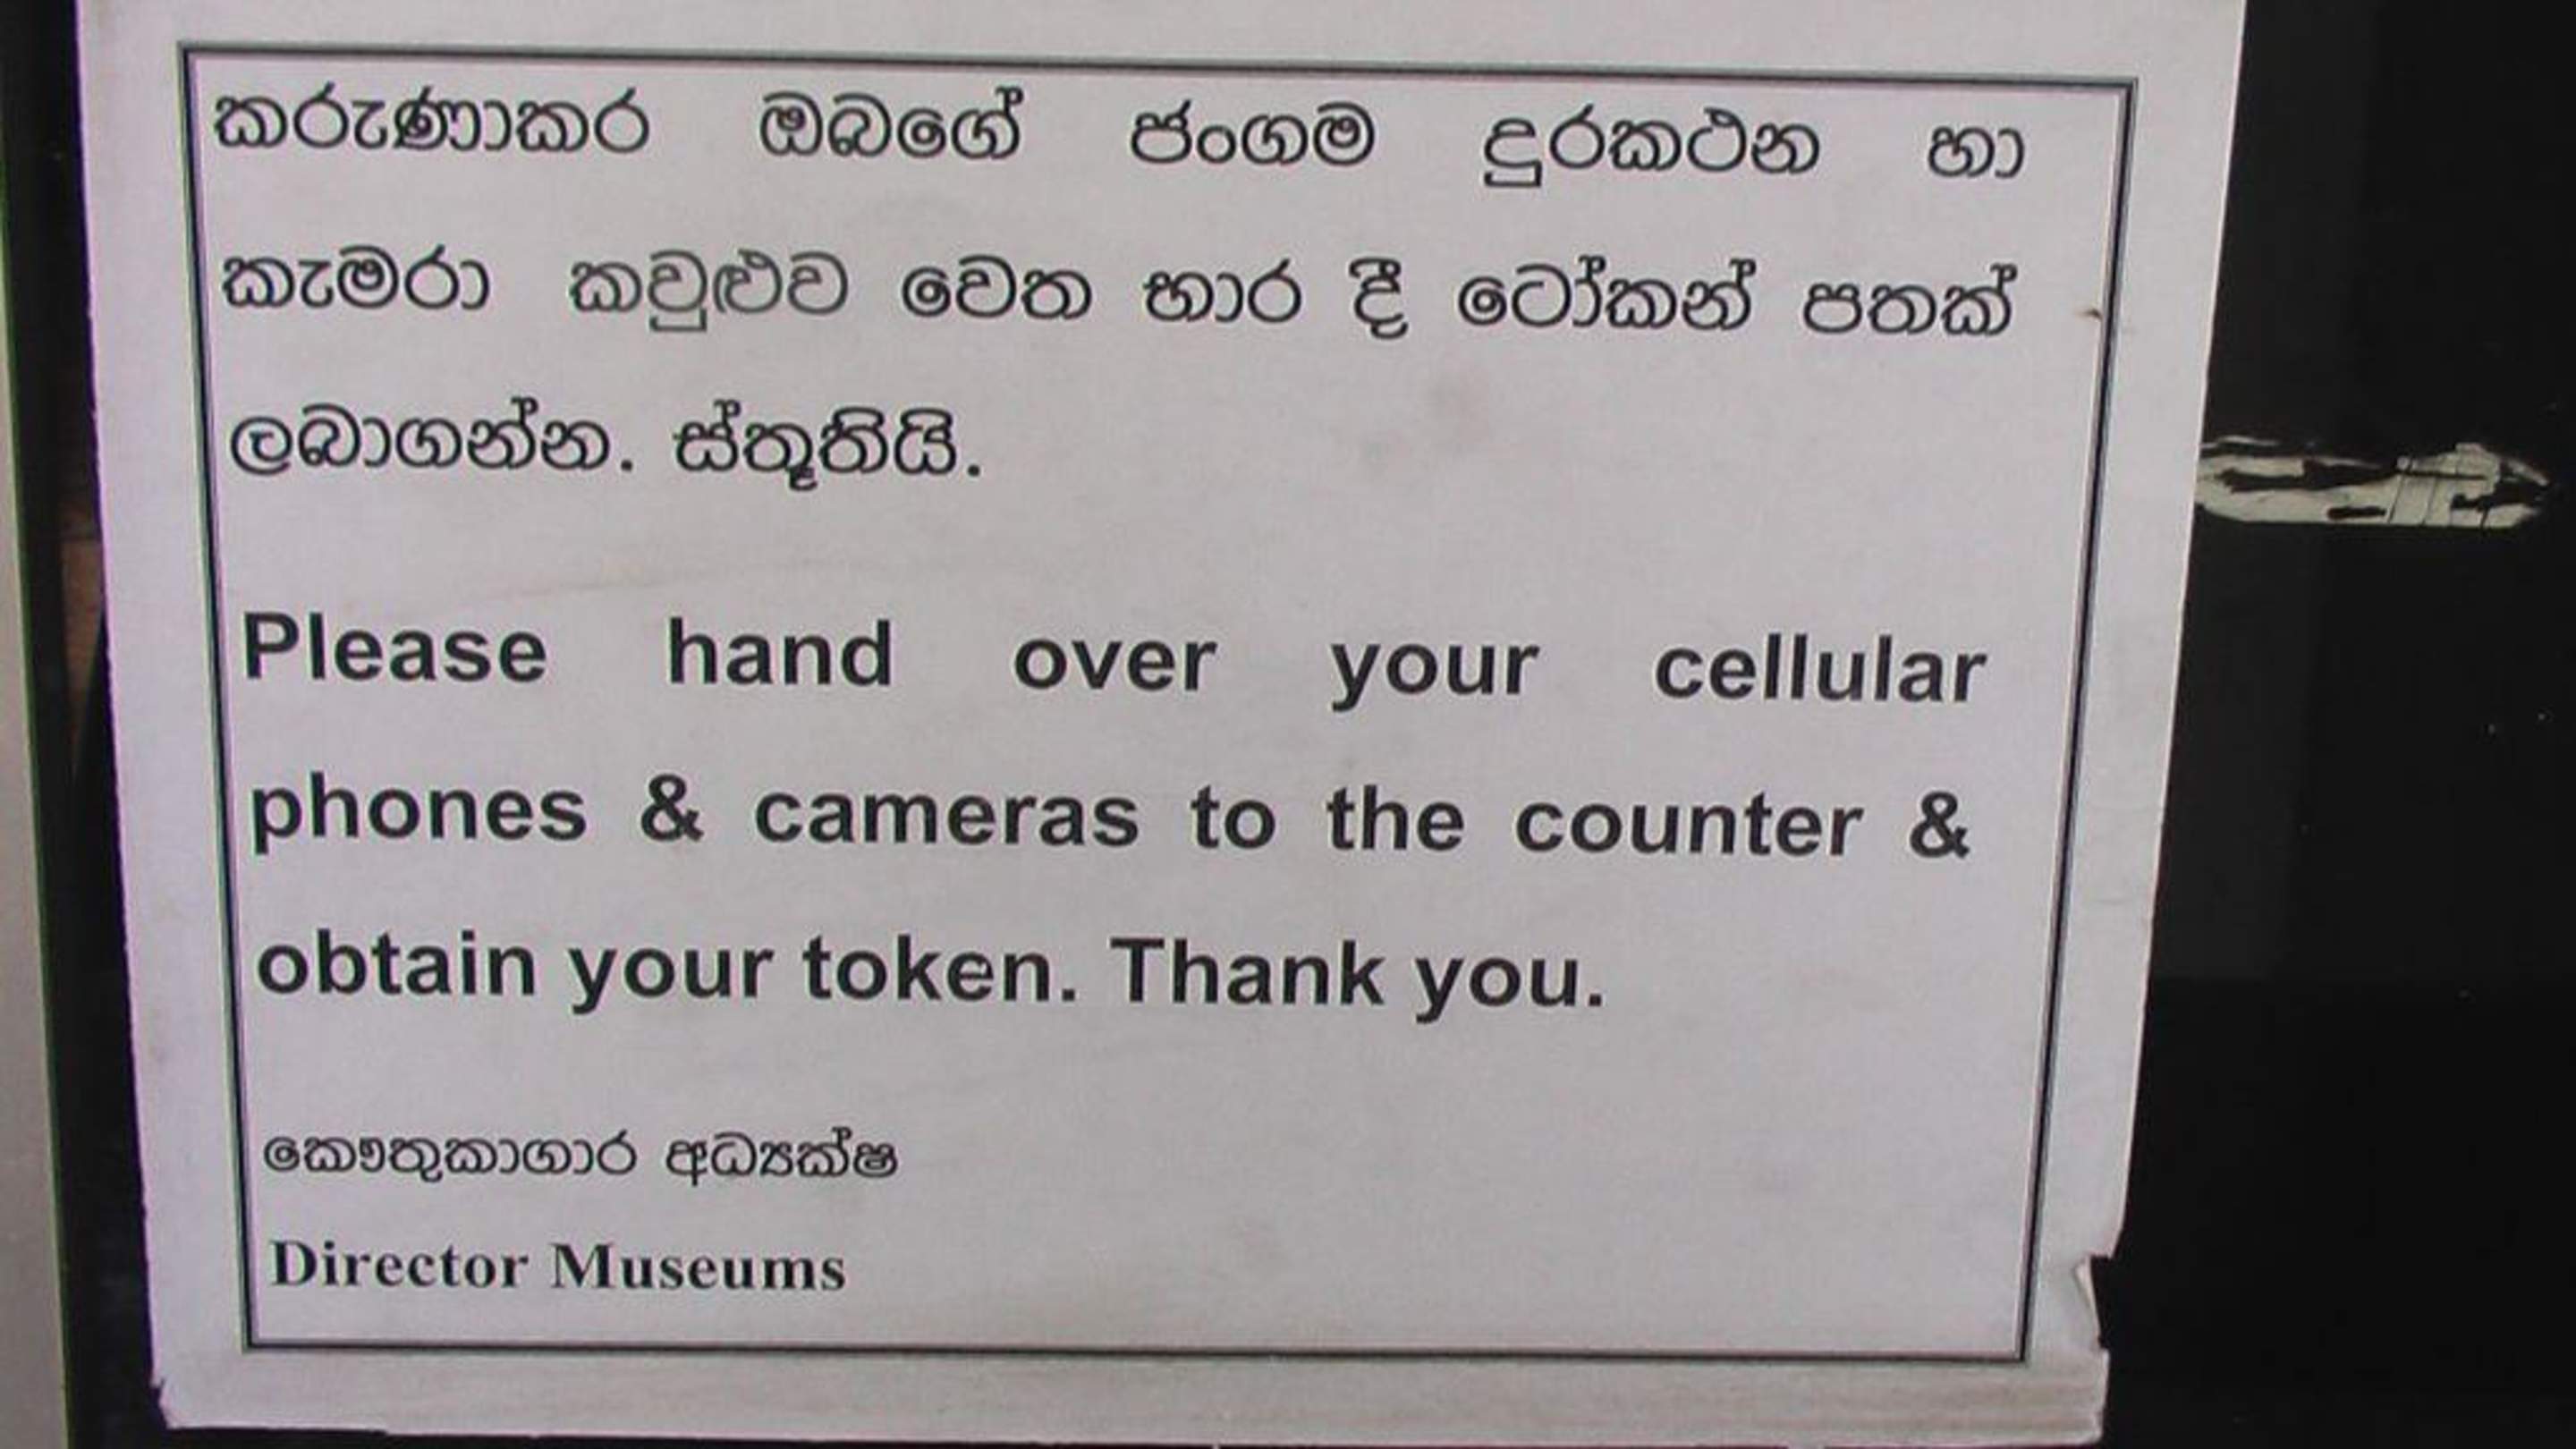 කරුණාකර ඔබගේ ජංගම දුරකථන හා
කැමරා කවුළුව වෙත භාර දී ටෝකන් පතක්
ලබාගන්න. ස්තූතියි.
Please hand over your cellular
phones & cameras to the counter &
obtain your token. Thank you.
කෞතුකාගාර අධ්‍යක්ෂ
Director Museums